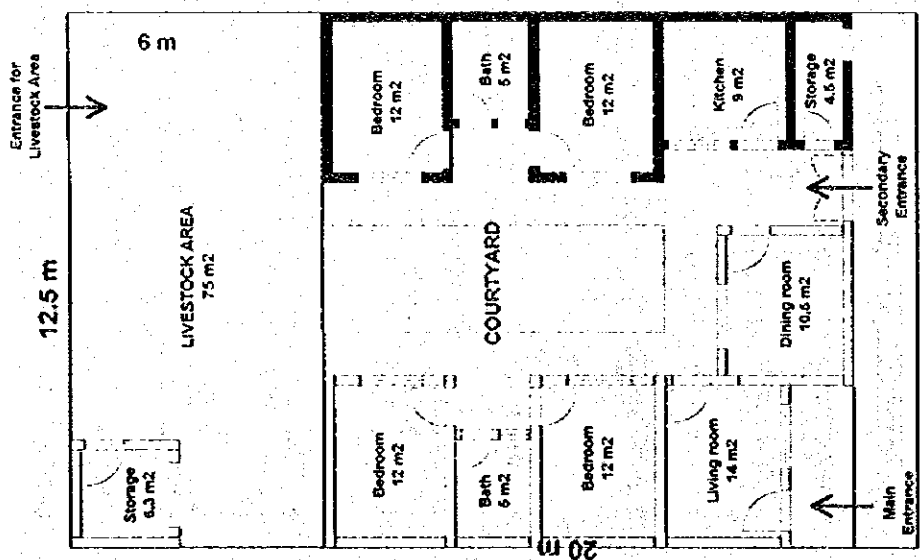 Entrance for
Livestock Area
12.5 m
6 m
LIVESTOCK AREA
75 m2
Storage
6.3 m2
Bedroom
12 m2
Bath
5 m2
Bedroom
12 m2
Kitchen
9 m2
Storage
4.5 m2
COURTYARD
Bedroom
12 m2
Bath
5 m2
Bedroom
12 m2
Living room
14 m2
Dining room
10.5 m2
Secondary
Entrance
Main
Entrance
20 m